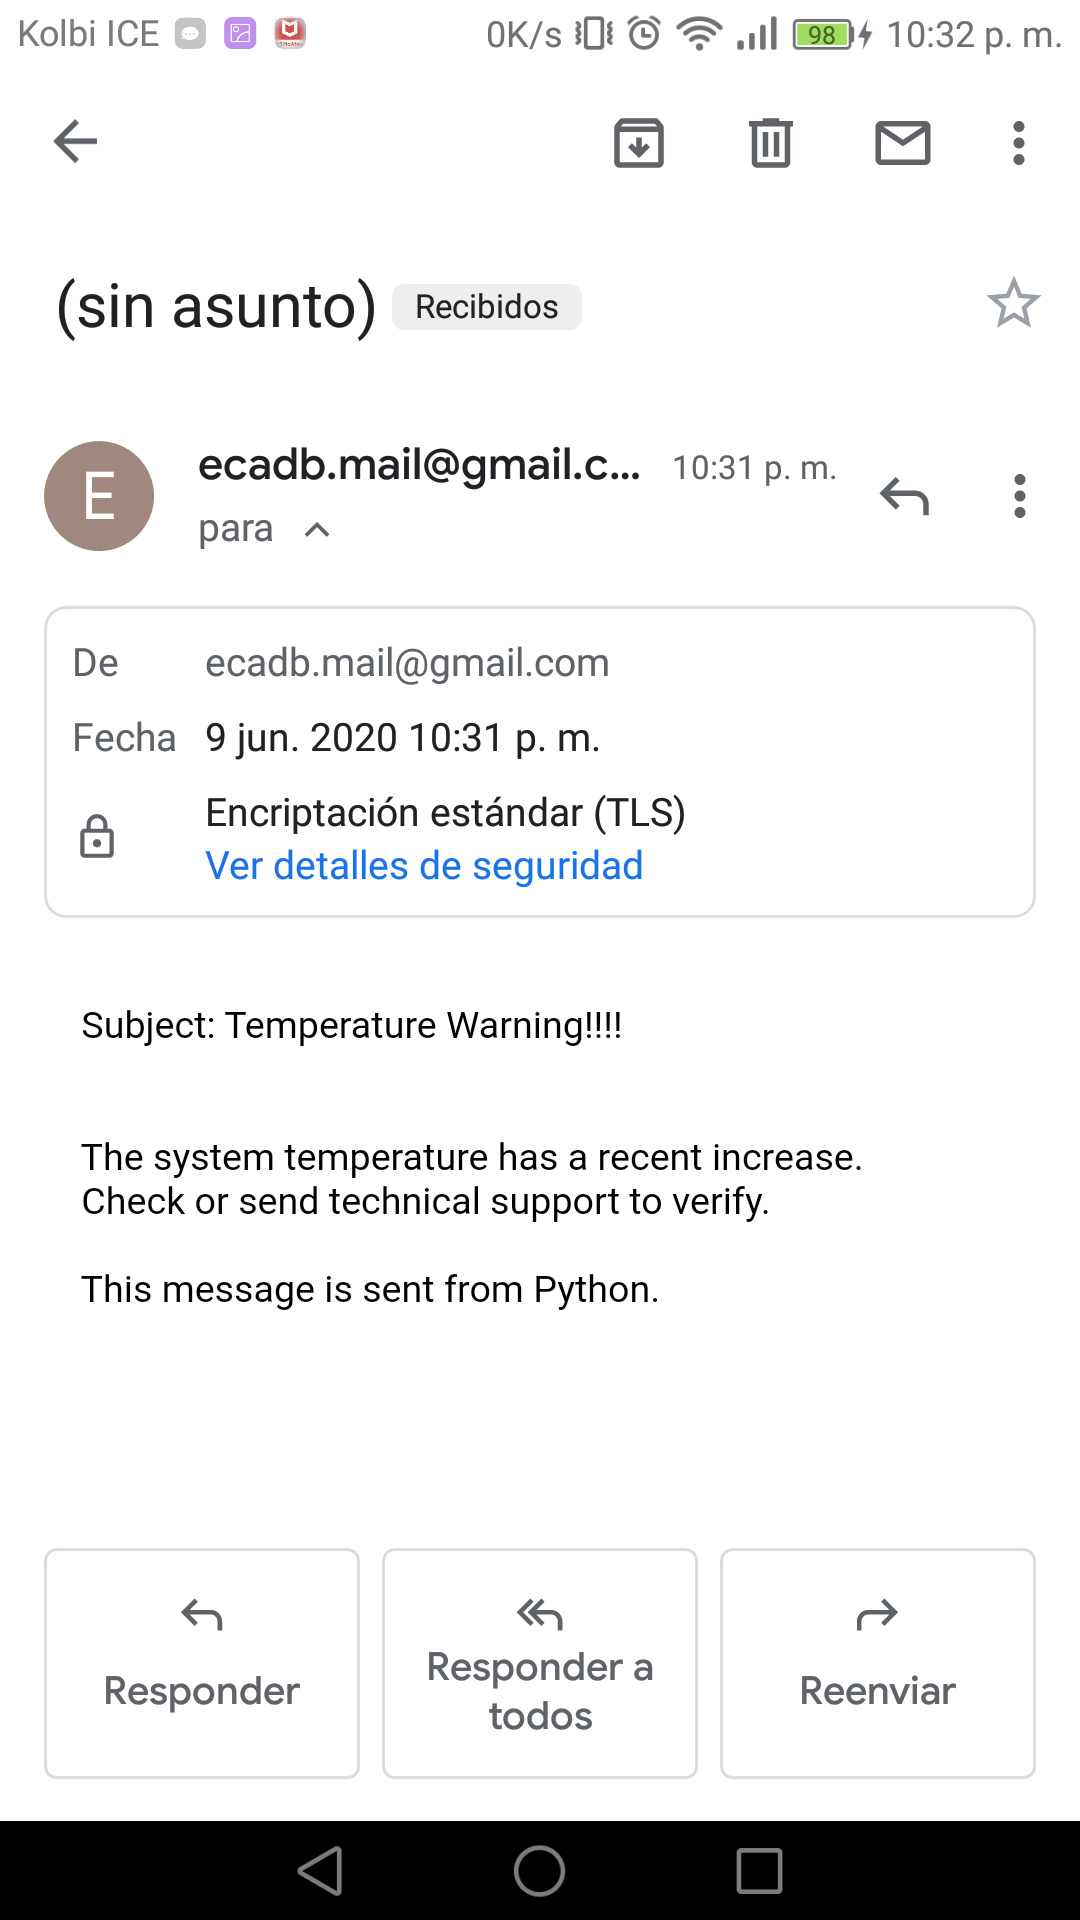 Kolbi ICE 0K/s 98 10:32 p. m.
(sin asunto) Recibidos
E
ecadb.mail@gmail.c... 10:31 p. m.
para
De ecadb.mail@gmail.com
Fecha 9 jun. 2020 10:31 p. m.
Encriptación estándar (TLS)
Ver detalles de seguridad
Subject: Temperature Warning!!!!
The system temperature has a recent increase.
Check or send technical support to verify.
This message is sent from Python.
Responder
Responder a
todos
Reenviar